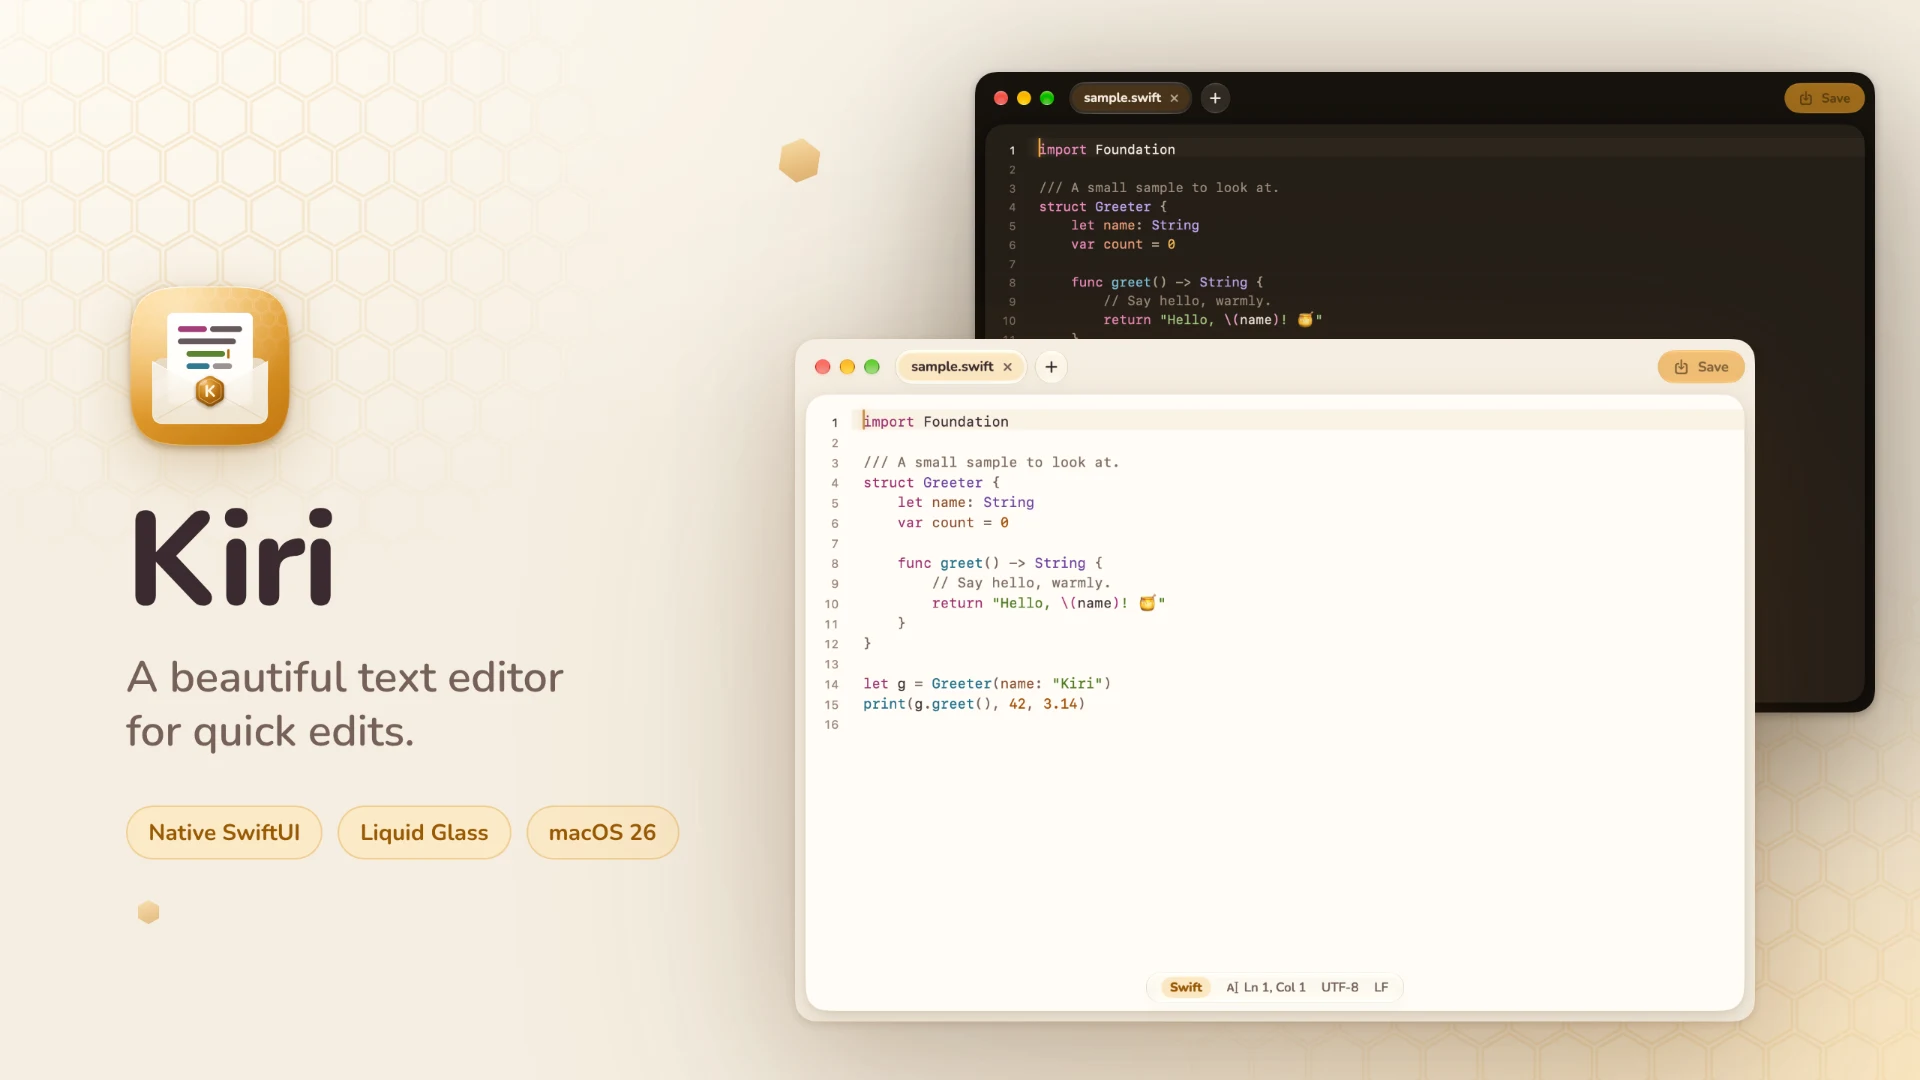 K
Kiri
A beautiful text editor
for quick edits.
Native SwiftUI
Liquid Glass
macOS 26
sample.swift ×
+
Save
1 import Foundation
2
3 /// A small sample to look at.
4 struct Greeter {
5     let name: String
6     var count = 0
7
8     func greet() -> String {
9         // Say hello, warmly.
10         return "Hello, \(name)! 🍯"
11     }
sample.swift ×
+
Save
1 import Foundation
2
3 /// A small sample to look at.
4 struct Greeter {
5     let name: String
6     var count = 0
7
8     func greet() -> String {
9         // Say hello, warmly.
10         return "Hello, \(name)! 🍯"
11     }
12 }
13
14 let g = Greeter(name: "Kiri")
15 print(g.greet(), 42, 3.14)
16
Swift Ln 1, Col 1 UTF-8 LF